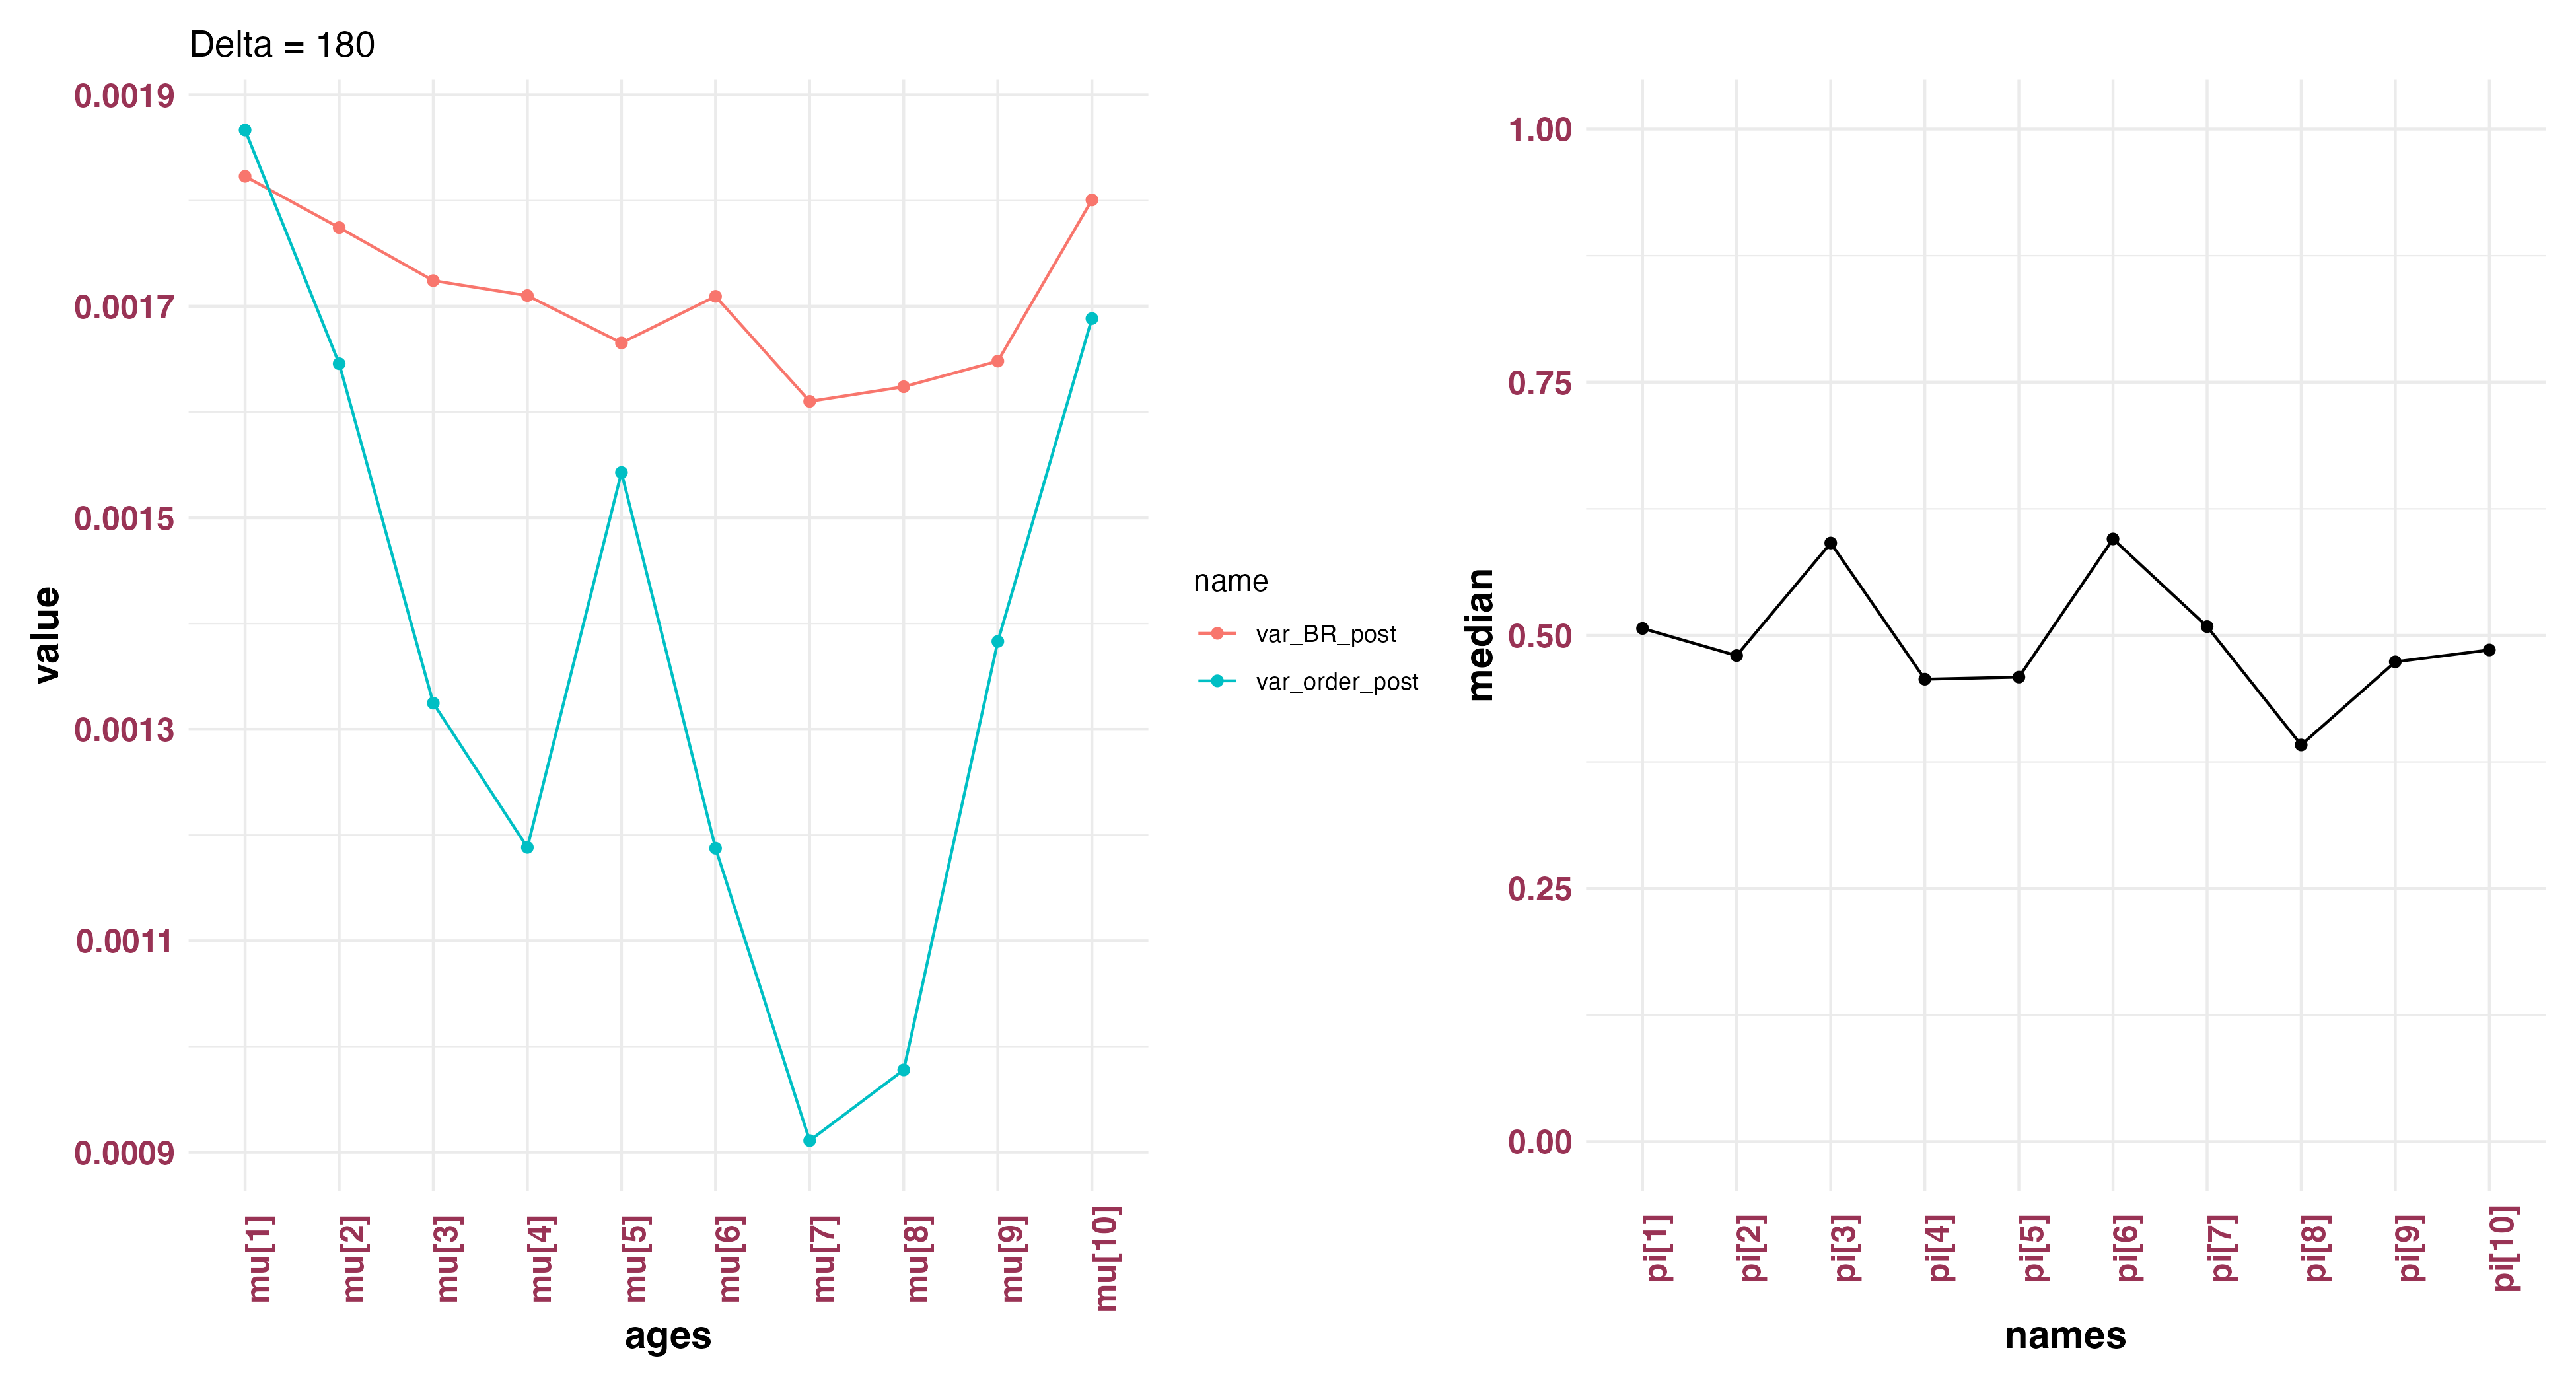 Delta = 180
value
0.0019
0.0017
0.0015
0.0013
0.0011
0.0009
mu[1]
mu[2]
mu[3]
mu[4]
mu[5]
mu[6]
mu[7]
mu[8]
mu[9]
mu[10]
ages
name
var_BR_post
var_order_post
median
1.00
0.75
0.50
0.25
0.00
pi[1]
pi[2]
pi[3]
pi[4]
pi[5]
pi[6]
pi[7]
pi[8]
pi[9]
pi[10]
names